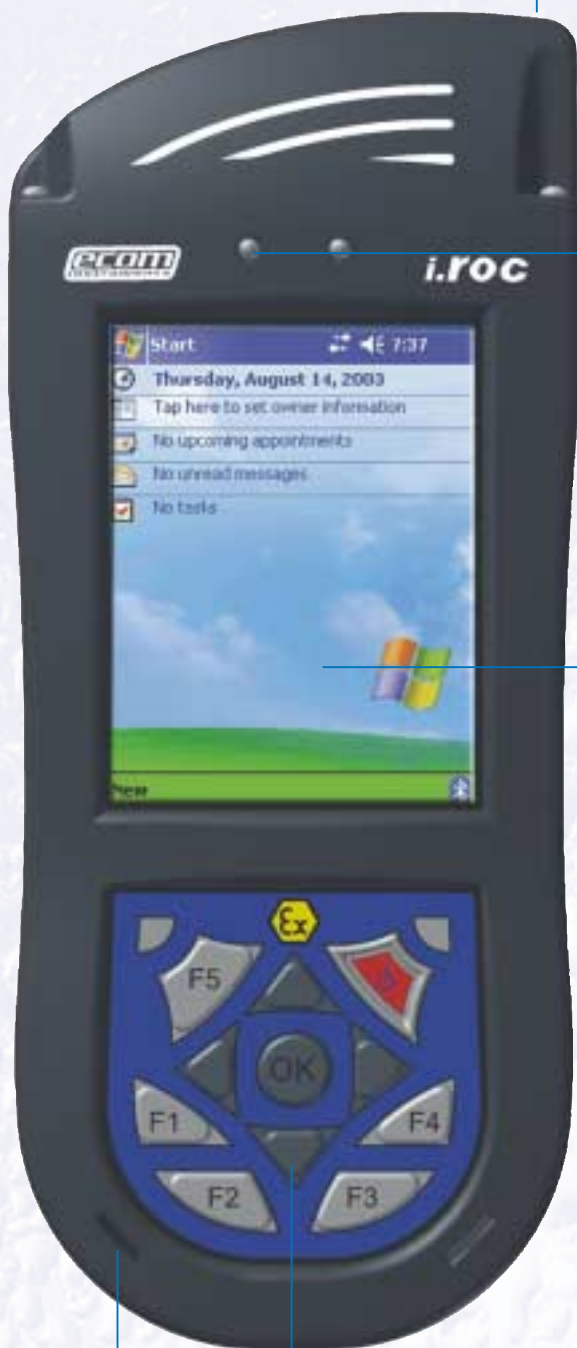 ecom
INSTRUMENTS
i.roc
Start 7:37
Thursday, August 14, 2003
Tap here to set owner information
No upcoming appointments
No unread messages
No tasks
New
Ex
F5
OK
F1 F4
F2 F3